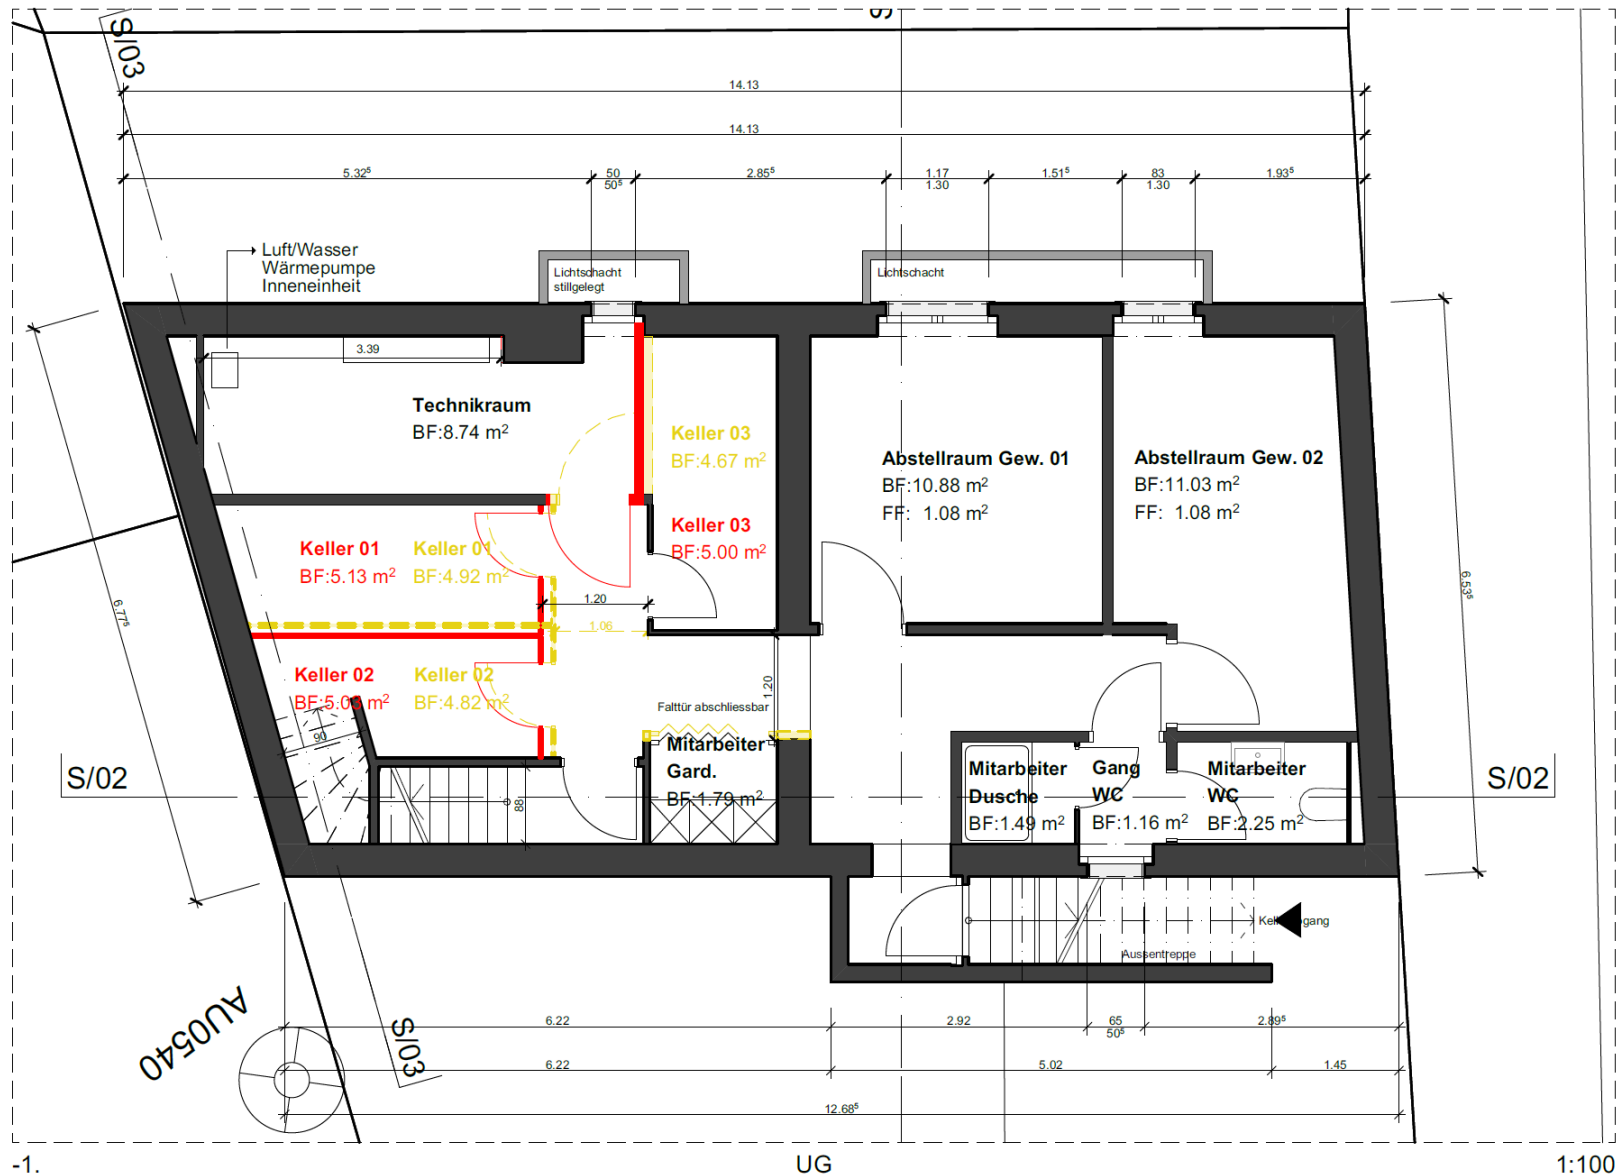 S/03
14.13
14.13
5.32⁵
50
50⁵
2.85⁵
1.17
1.30
1.51⁵
83
1.30
1.93⁵
Luft/Wasser
Wärmepumpe
Inneneinheit
Lichtschacht
stillgelegt
Lichtschacht
3.39
Technikraum
BF:8.74 m²
Keller 03
BF:4.67 m²
Keller 03
BF:5.00 m²
Abstellraum Gew. 01
BF:10.88 m²
FF: 1.08 m²
Abstellraum Gew. 02
BF:11.03 m²
FF: 1.08 m²
Keller 01
BF:5.13 m²
Keller 01
BF:4.92 m²
6.77⁵
6.53⁵
1.20
1.06
Keller 02
BF:5.03 m²
Keller 02
BF:4.82 m²
1.20
Falttür abschliessbar
90
88
Mitarbeiter
Gard.
BF:1.79 m²
Mitarbeiter
Dusche
BF:1.49 m²
Gang
WC
BF:1.16 m²
Mitarbeiter
WC
BF:2.25 m²
S/02
S/02
Aussentreppe
AU0540
S/03
6.22
2.92
65
50⁵
2.89⁵
6.22
5.02
1.45
12.68⁵
-1.
UG
1:100